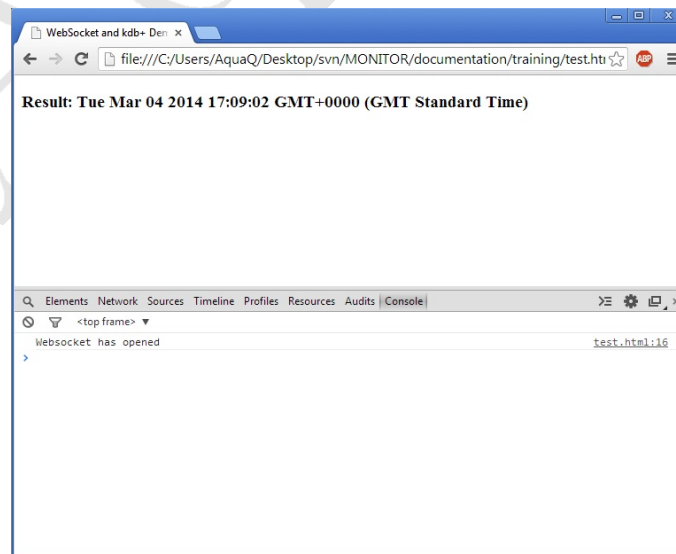 WebSocket and kdb+ Den
file:///C:/Users/AquaQ/Desktop/svn/MONITOR/documentation/training/test.htm
ABP
Result: Tue Mar 04 2014 17:09:02 GMT+0000 (GMT Standard Time)
Elements Network Sources Timeline Profiles Resources Audits Console
<top frame>
Websocket has opened test.html:16